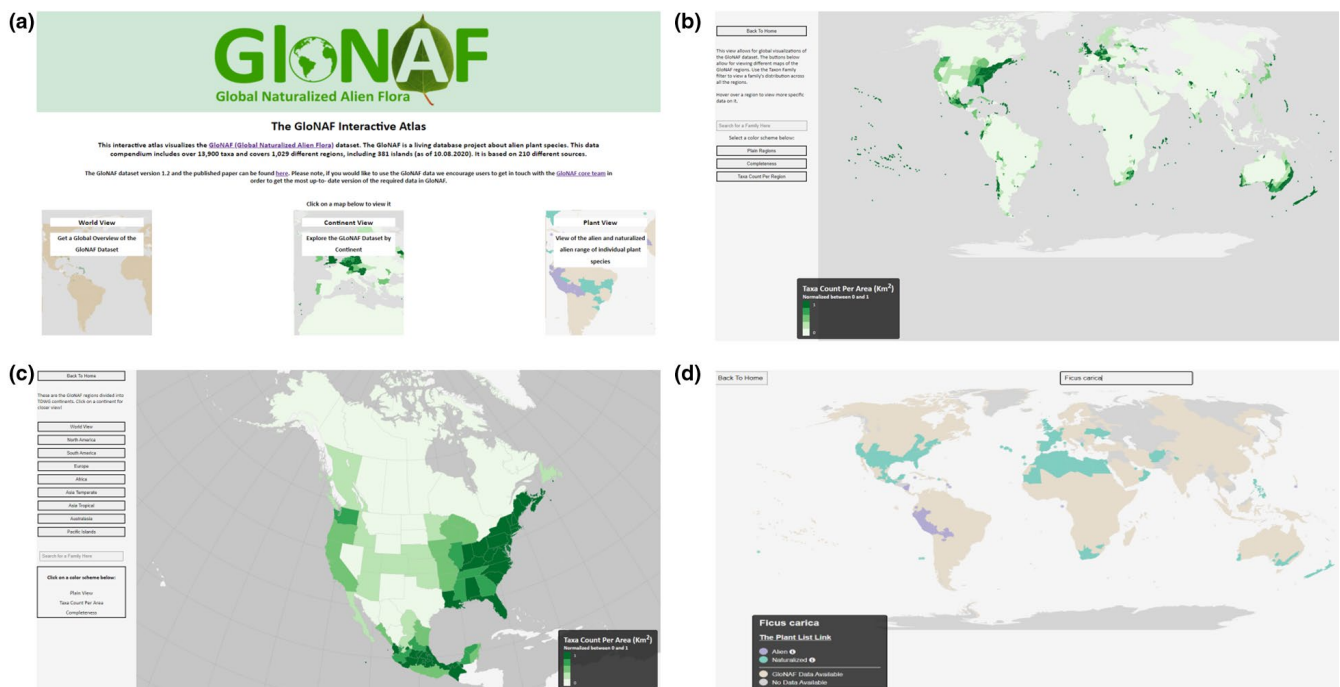 (a)
GloNAF
Global Naturalized Alien Flora
The GloNAF Interactive Atlas
This interactive atlas visualizes the GloNAF (Global Naturalized Alien Flora) dataset. The GloNAF is a living database project about alien plant species. This data
compendium includes over 13,900 taxa and covers 1,029 different regions, including 381 islands (as of 10.08.2020). It is based on 210 different sources.
The GloNAF dataset version 1.2 and the published paper can be found here. Please note, if you would like to use the GloNAF data we encourage users to get in touch with the GloNAF core team in
order to get the most up-to- date version of the required data in GloNAF.
Click on a map below to view it
World View
Get a Global Overview of the
GloNAF Dataset
Continent View
Explore the GLoNAF Dataset by
Continent
Plant View
View of the alien and naturalized
alien range of individual plant
species
(b)
Back To Home
This view allows for global visualizations of
the GloNAF dataset. The buttons below
allow for viewing different maps of the
GloNAF regions. Use the Taxon Family
filter to view a family's distribution across
all the regions.
Hover over a region to view more specific
data on it.
Search for a Family Here
Select a color scheme below:
Plain Regions
Completeness
Taxa Count Per Region
Taxa Count Per Area (Km²)
Normalized between 0 and 1
1
0
(c)
Back To Home
These are the GloNAF regions divided into
TDWG continents. Click on a continent for
closer view!
World View
North America
South America
Europe
Africa
Asia Temperate
Asia Tropical
Australasia
Pacific Islands
Search for a Family Here
Click on a color scheme below:
Plain View
Taxa Count Per Area
Completeness
Taxa Count Per Area (Km²)
Normalized between 0 and 1
1
0
(d)
Back To Home
Ficus carica
Ficus carica
The Plant List Link
Alien
Naturalized
GloNAF Data Available
No Data Available